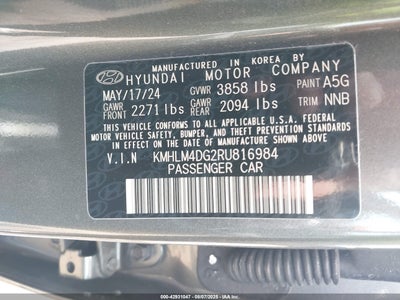 MANUFACTURED IN KOREA BY
HYUNDAI MOTOR COMPANY
MAY/17/24 GVWR 3858 lbs PAINT A5G
GAWR FRONT 2271 lbs GAWR REAR 2094 lbs TRIM NNB
THIS VEHICLE CONFORMS TO ALL APPLICABLE U.S.A. FEDERAL MOTOR
VEHICLE SAFETY, BUMPER, AND THEFT PREVENTION STANDARDS
IN EFFECT ON THE DATE OF MANUFACTURE SHOWN ABOVE.
V.I.N KMHLM4DG2RU816984
PASSENGER CAR
000-42931047 - 08/07/2025 - IAA Inc.